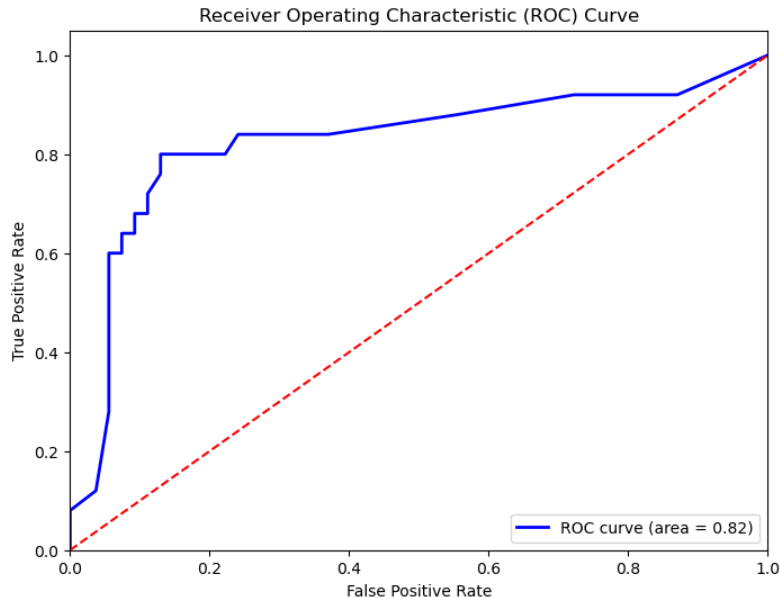 Receiver Operating Characteristic (ROC) Curve
1.0
0.8
0.6
0.4
0.2
0.0
True Positive Rate
ROC curve (area = 0.82)
0.0 0.2 0.4 0.6 0.8 1.0
False Positive Rate